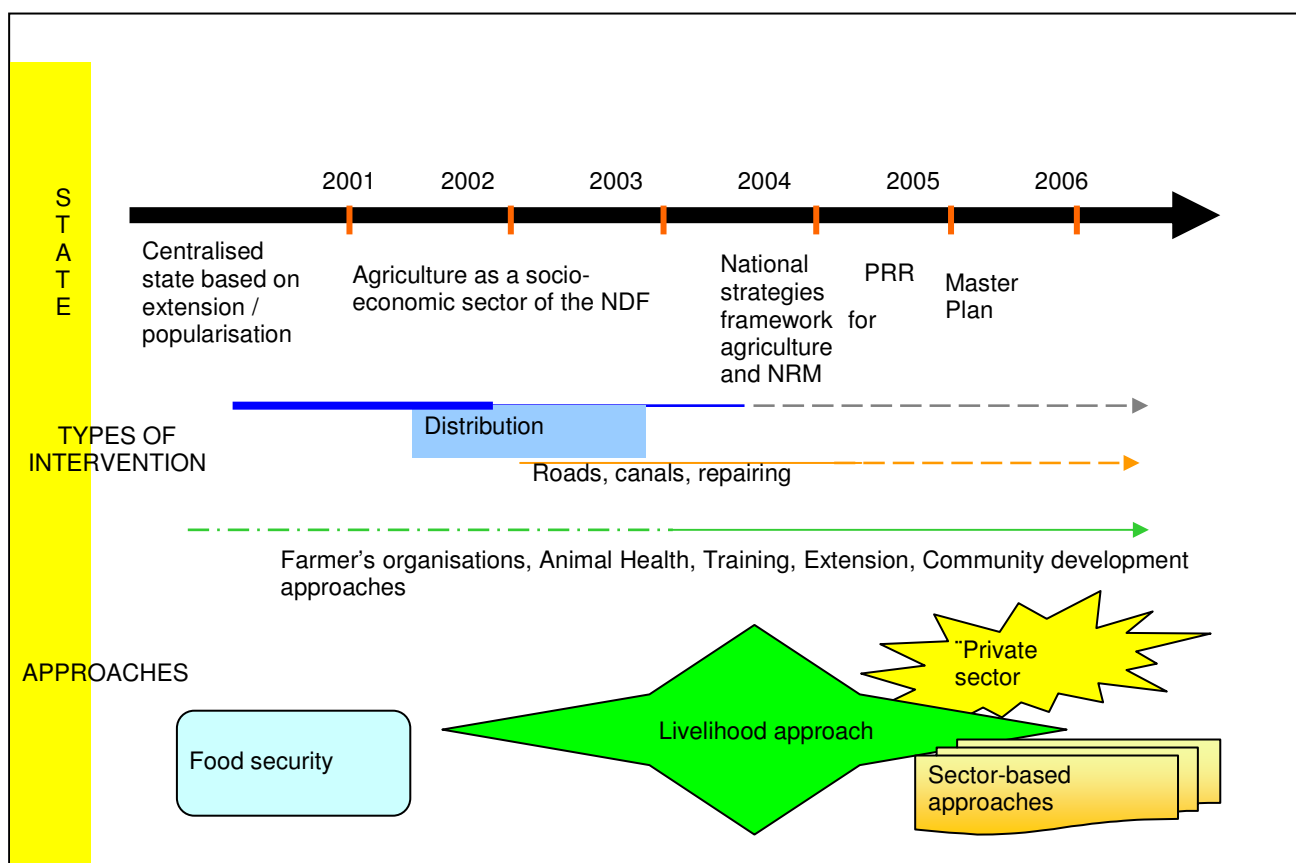 2001 2002 2003 2004 2005 2006
S
T
A
T
E
Centralised
state based on
extension /
popularisation
Agriculture as a socio-
economic sector of the NDF
National
strategies
framework for
agriculture
and NRM
PRR
Master
Plan
TYPES OF
INTERVENTION
Distribution
Roads, canals, repairing
Farmer's organisations, Animal Health, Training, Extension, Community development
approaches
APPROACHES
¨Private
sector
Livelihood approach
Food security
Sector-based
approaches